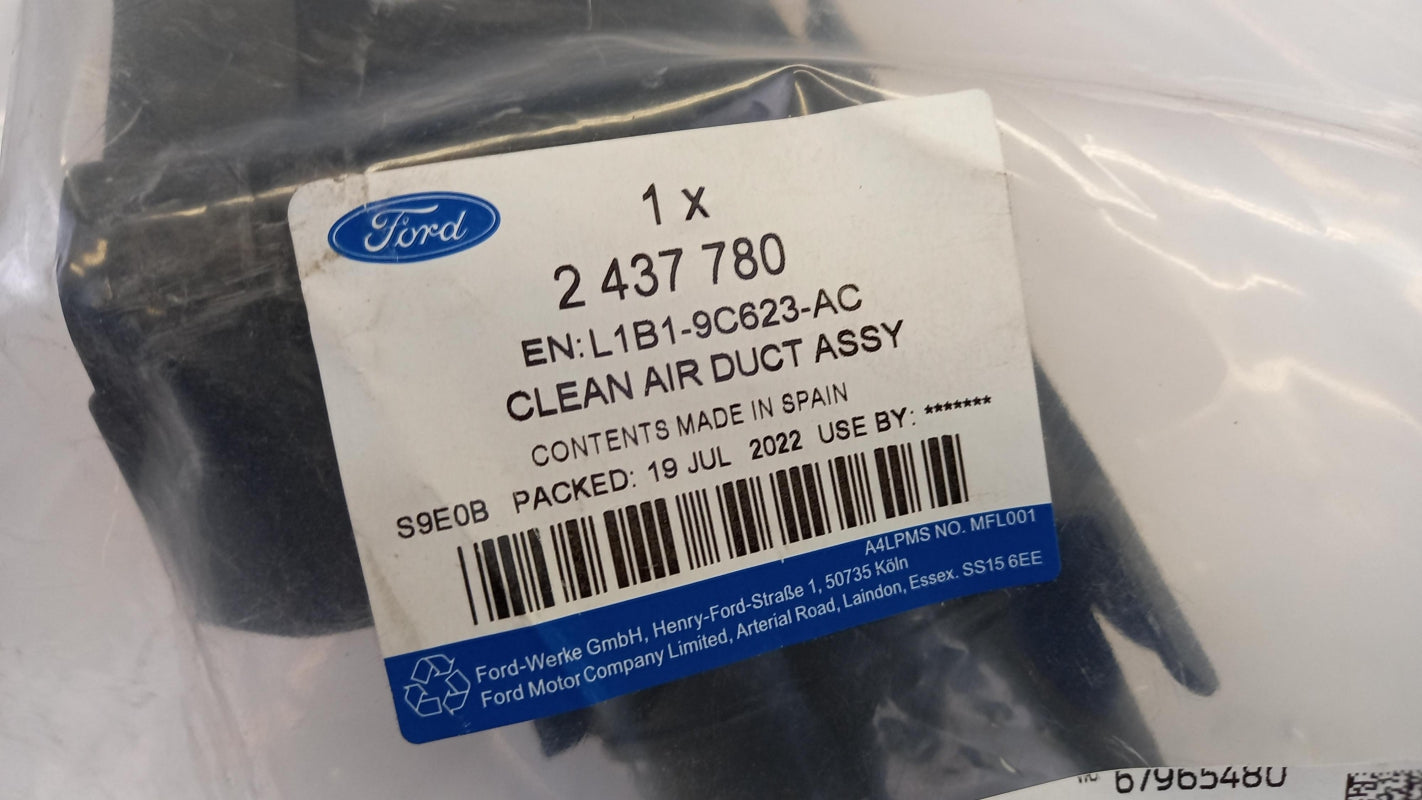 Ford
1 x
2 437 780
EN:L1B1-9C623-AC
CLEAN AIR DUCT ASSY
CONTENTS MADE IN SPAIN
S9E0B PACKED: 19 JUL 2022 USE BY: *******
A4LPMS NO. MFL001
Ford-Werke GmbH, Henry-Ford-Straße 1, 50735 Köln
Ford Motor Company Limited, Arterial Road, Laindon, Essex. SS15 6EE
67965480